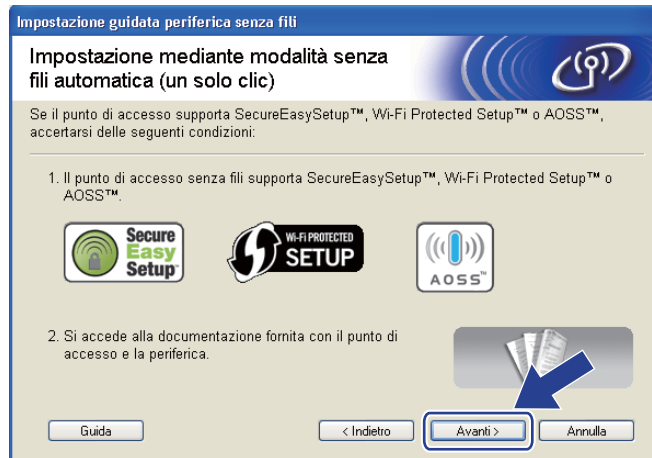 Impostazione guidata periferica senza fili
Impostazione mediante modalità senza
fili automatica (un solo clic)
Se il punto di accesso supporta SecureEasySetup™, Wi-Fi Protected Setup™ o AOSS™,
accertarsi delle seguenti condizioni:
1. Il punto di accesso senza fili supporta SecureEasySetup™, Wi-Fi Protected Setup™ o
AOSS™.
Secure
Easy
Setup™
WI-FI PROTECTED
SETUP
AOSS™
2. Si accede alla documentazione fornita con il punto di
accesso e la periferica.
Guida
< Indietro
Avanti >
Annulla